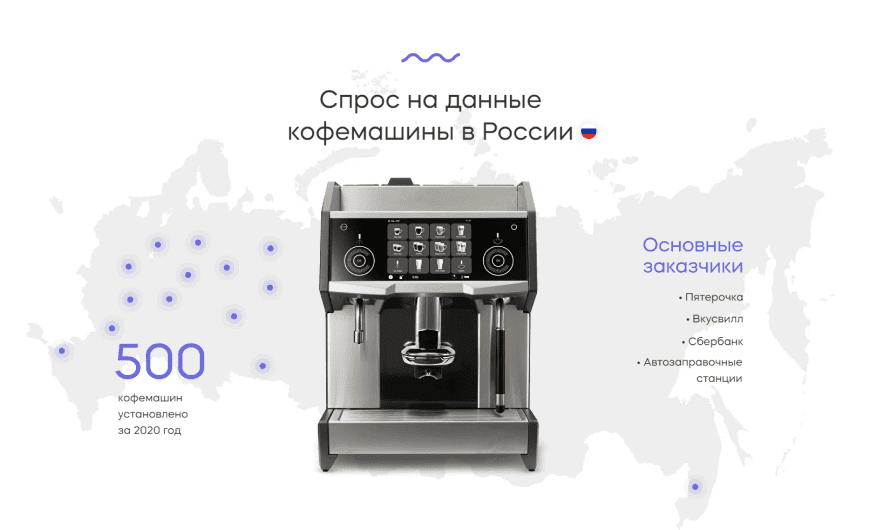 Спрос на данные
кофемашины в России
Основные
заказчики
• Пятерочка
• Вкусвилл
• Сбербанк
• Автозаправочные
станции
500
кофемашин
установлено
за 2020 год